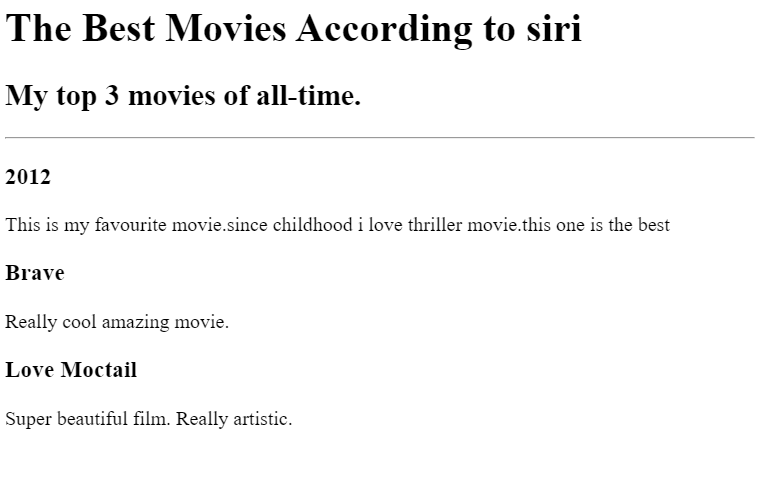 The Best Movies According to siri
My top 3 movies of all-time.
2012
This is my favourite movie.since childhood i love thriller movie.this one is the best
Brave
Really cool amazing movie.
Love Moctail
Super beautiful film. Really artistic.